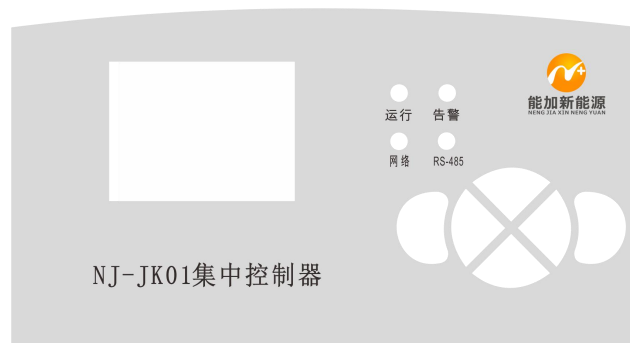 运行 告警
网络 RS-485
能加新能源
NENG JIA XIN NENG YUAN
NJ-JK01集中控制器